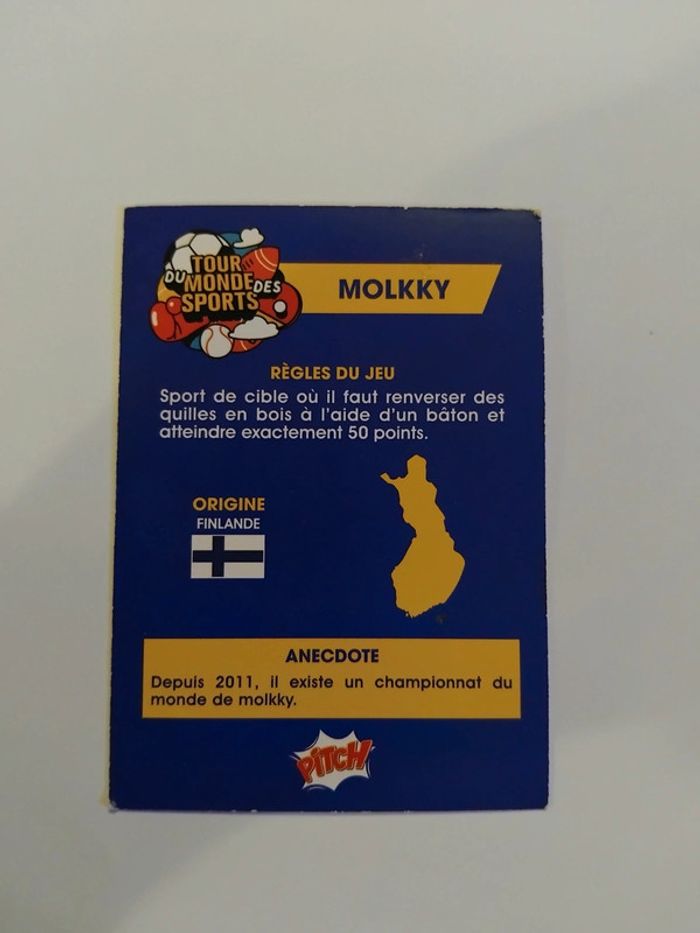 TOUR
DU MONDE DES
SPORTS
MOLKKY
RÈGLES DU JEU
Sport de cible où il faut renverser des
quilles en bois à l'aide d'un bâton et
atteindre exactement 50 points.
ORIGINE
FINLANDE
ANECDOTE
Depuis 2011, il existe un championnat du
monde de molkky.
PiTCH